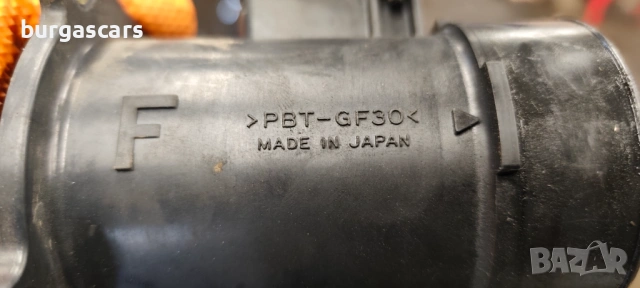 burgascars
F
>PBT-GF30<
MADE IN JAPAN
BAZAR